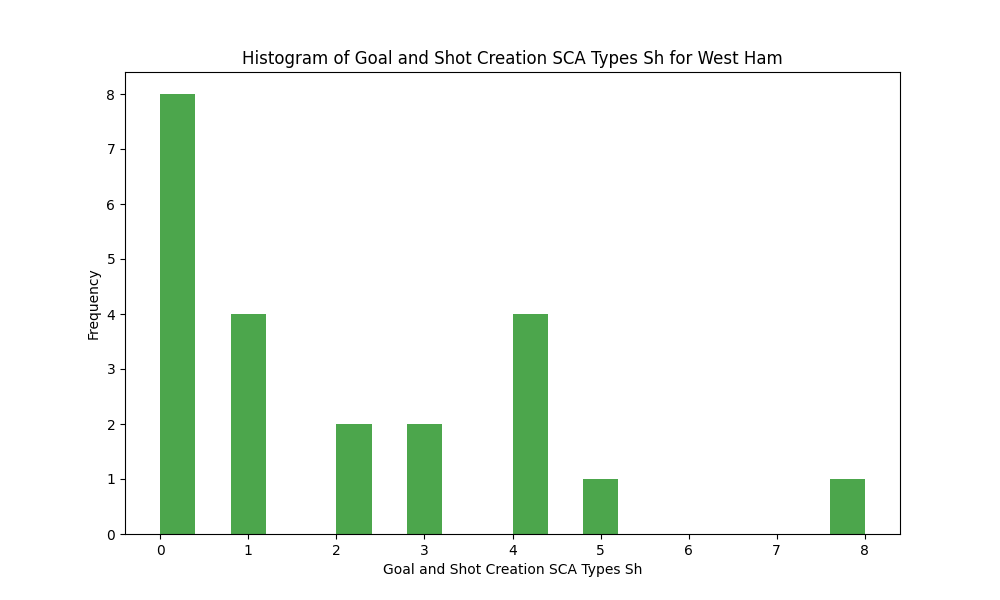 Histogram of Goal and Shot Creation SCA Types Sh for West Ham
8
7
6
5
4
3
2
1
0
Frequency
0 1 2 3 4 5 6 7 8
Goal and Shot Creation SCA Types Sh